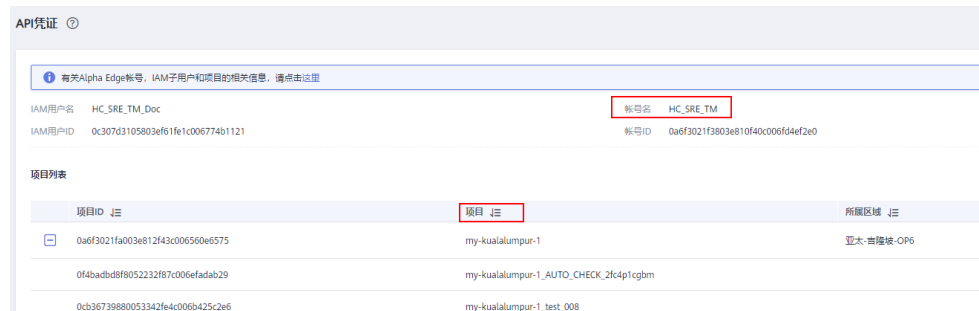 API凭证
有关Alpha Edge帐号，IAM子用户和项目的相关信息，请点击这里
IAM用户名 HC_SRE_TM_Doc 帐号名 HC_SRE_TM
IAM用户ID 0c307d3105803ef61fe1c006774b1121 帐号ID 0a6f3021f3803e810f40c006fd4ef2e0
项目列表
项目ID 项目 所属区域
0a6f3021fa003e812f43c006560e6575 my-kualalumpur-1 亚太-吉隆坡-OP6
0f4badbd8f8052232f87c006efadab29 my-kualalumpur-1_AUTO_CHECK_2fc4p1cgbm
0cb36739880053342fe4c006b425c2e6 my-kualalumpur-1_test_008